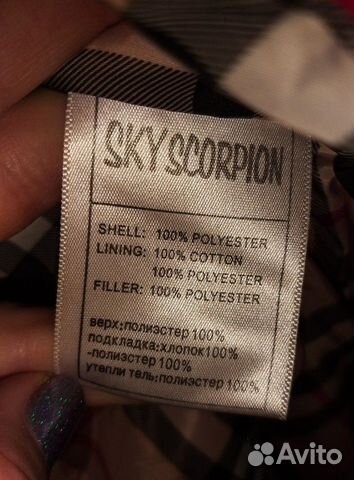 SKY SCORPION
SHELL: 100% POLYESTER
LINING: 100% COTTON
100% POLYESTER
FILLER: 100% POLYESTER
верх:полиэстер 100%
подкладка:хлопок100%
-полиэстер 100%
утепли тель:полиэстер 100%
Avito